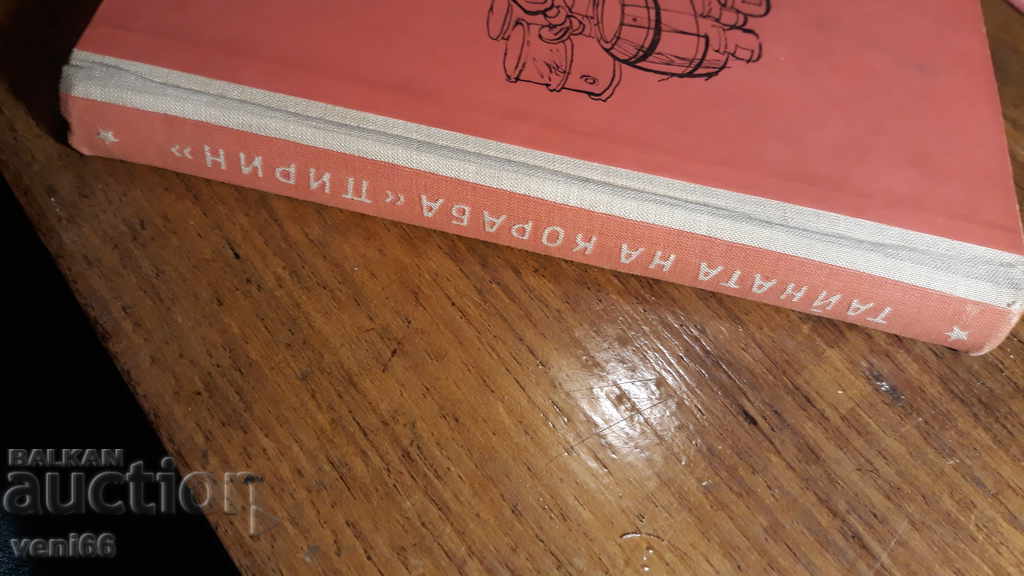 ТАЙНАТА НА КОРАБА «ПИРИН»
BALKAN
auction
veni66